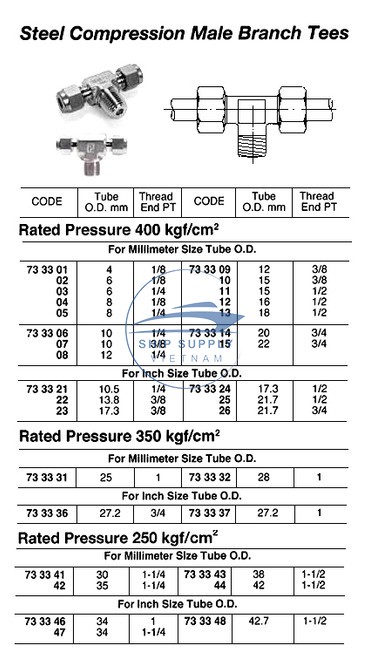 Steel Compression Male Branch Tees
CODE Tube O.D. mm Thread End PT CODE Tube O.D. mm Thread End PT
Rated Pressure 400 kgf/cm²
For Millimeter Size Tube O.D.
73 33 01 4 1/8 73 33 09 12 3/8
02 6 1/8 10 15 3/8
03 6 1/4 11 15 1/2
04 8 1/8 12 16 1/2
05 8 1/4 13 18 1/2
73 33 06 10 1/4 73 33 14 20 3/4
07 10 3/8 15 22 3/4
08 12 1/4
SHIP SUPPLY
VIETNAM
For Inch Size Tube O.D.
73 33 21 10.5 1/4 73 33 24 17.3 1/2
22 13.8 3/8 25 21.7 1/2
23 17.3 3/8 26 21.7 3/4
Rated Pressure 350 kgf/cm²
For Millimeter Size Tube O.D.
73 33 31 25 1 73 33 32 28 1
For Inch Size Tube O.D.
73 33 36 27.2 3/4 73 33 37 27.2 1
Rated Pressure 250 kgf/cm²
For Millimeter Size Tube O.D.
73 33 41 30 1-1/4 73 33 43 38 1-1/2
42 35 1-1/4 44 42 1-1/2
For Inch Size Tube O.D.
73 33 46 34 1 73 33 48 42.7 1-1/2
47 34 1-1/4